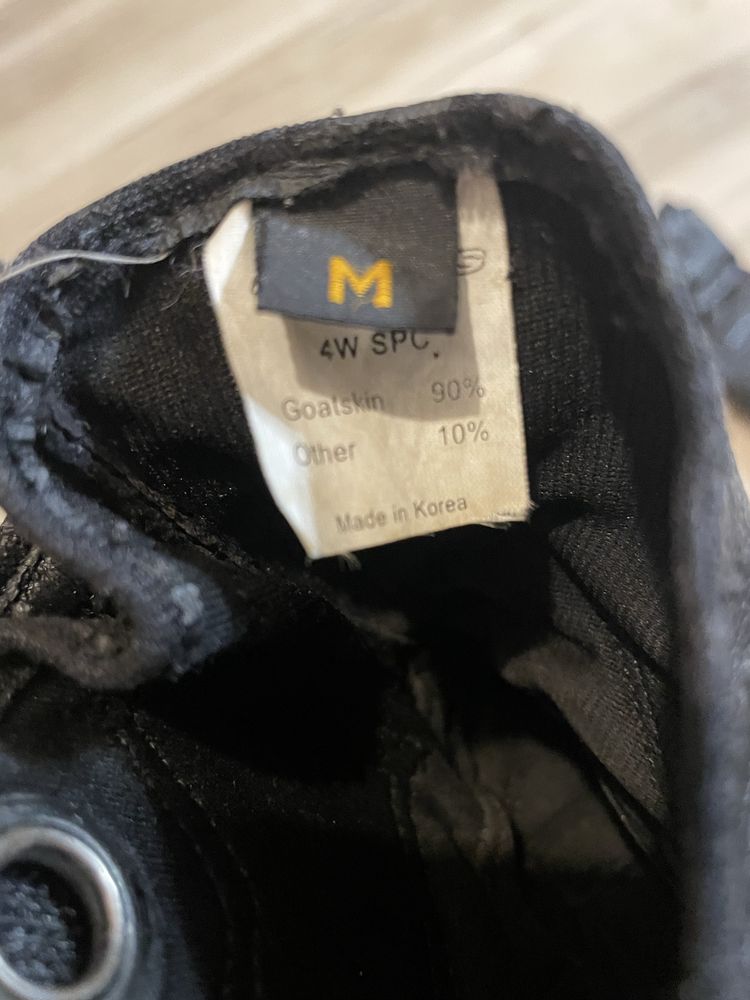 M
4W SPC.
Goatskin 90%
Other 10%
Made in Korea